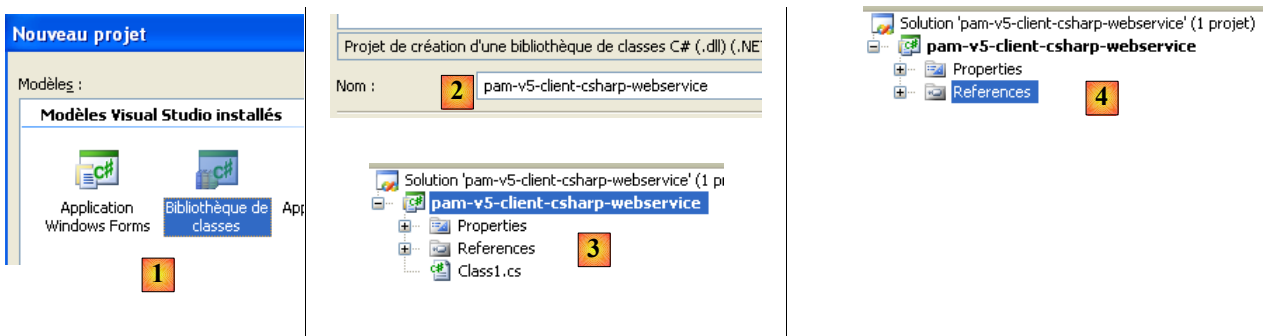 Nouveau projet
Modèles :
Modèles Visual Studio installés
Application
Windows Forms
Bibliothèque de
classes
App
1
Projet de création d'une bibliothèque de classes C# (.dll) (.NE
Nom :
2
pam-v5-client-csharp-webservice
Solution 'pam-v5-client-csharp-webservice' (1 pr
pam-v5-client-csharp-webservice
Properties
References
Class1.cs
3
Solution 'pam-v5-client-csharp-webservice' (1 projet)
pam-v5-client-csharp-webservice
Properties
References
4